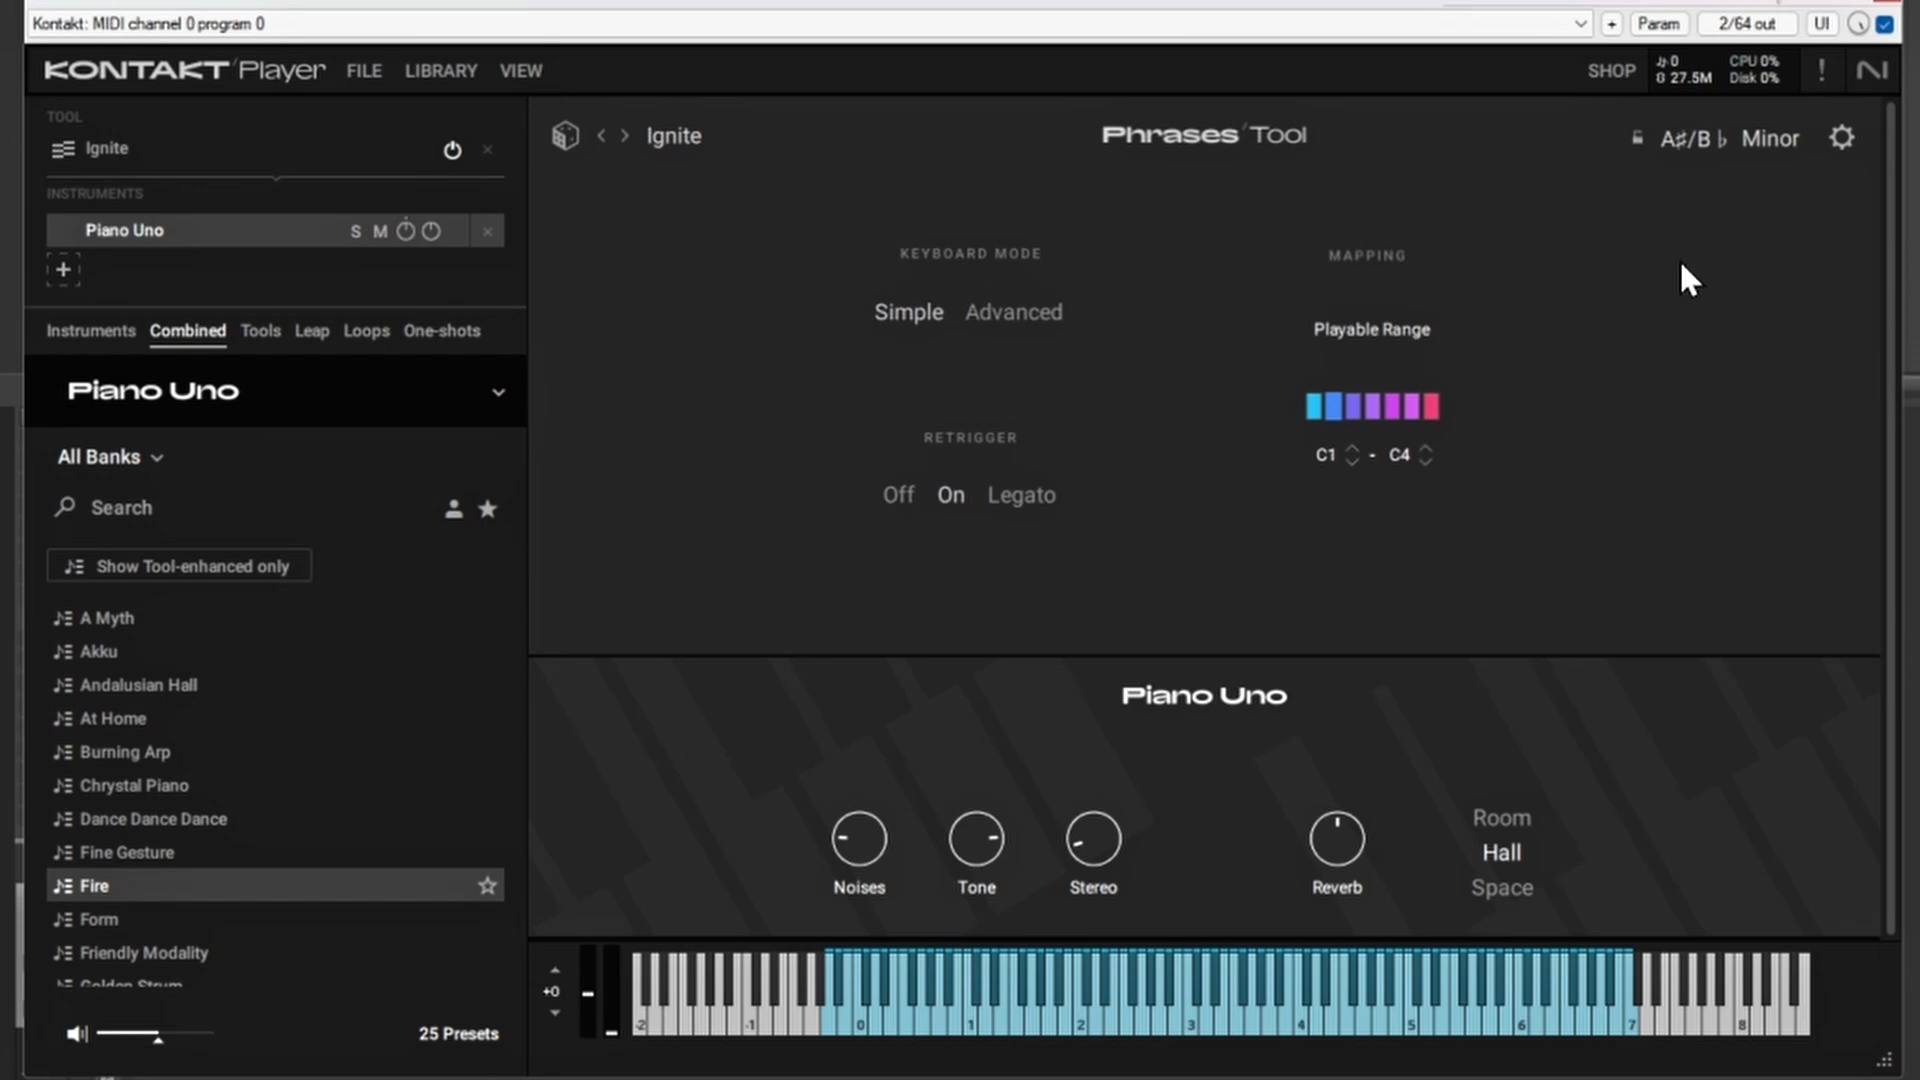 Kontakt: MIDI channel 0 program 0
+ Param 2/64 out UI
KONTAKT Player FILE LIBRARY VIEW
SHOP
0
27.5M
CPU 0%
Disk 0%
!
TOOL
Ignite
INSTRUMENTS
Piano Uno S M
+
Instruments Combined Tools Leap Loops One-shots
Piano Uno
All Banks
Search
Show Tool-enhanced only
A Myth
Akku
Andalusian Hall
At Home
Burning Arp
Chrystal Piano
Dance Dance Dance
Fine Gesture
Fire
Form
Friendly Modality
Golden Strum
25 Presets
Ignite
Phrases Tool
A♯/B♭ Minor
KEYBOARD MODE
Simple Advanced
RETRIGGER
Off On Legato
MAPPING
Playable Range
C1 - C4
Piano Uno
Noises Tone Stereo Reverb
Room
Hall
Space
+0
-2 -1 0 1 2 3 4 5 6 7 8